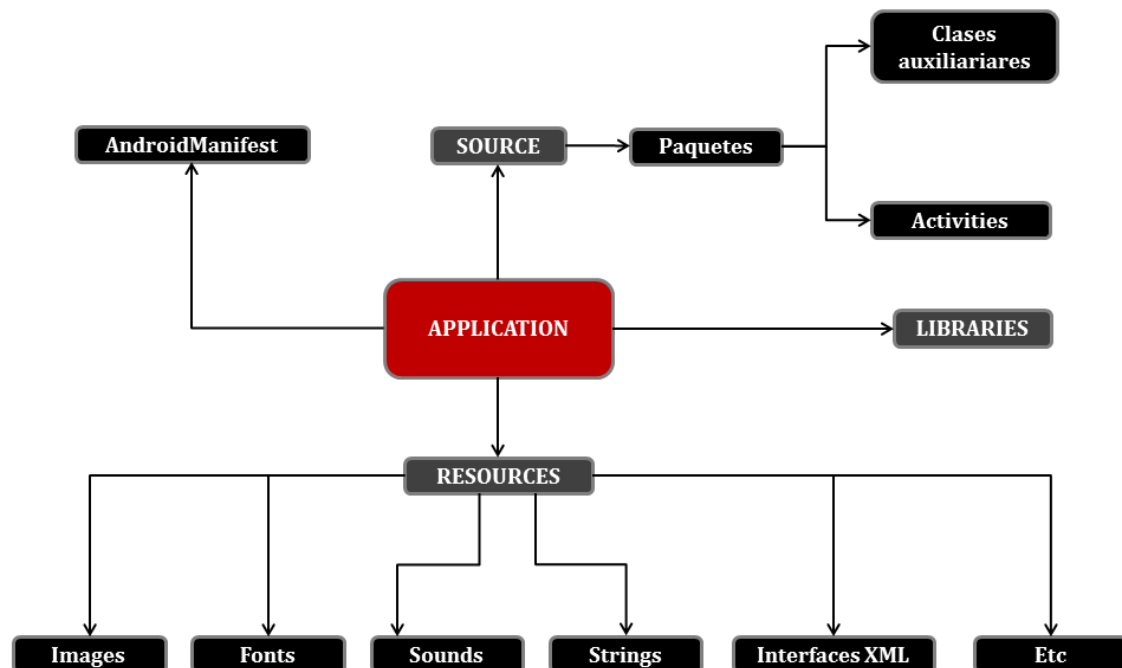 Clases
auxiliariares
AndroidManifest
SOURCE
Paquetes
Activities
APPLICATION
LIBRARIES
RESOURCES
Images
Fonts
Sounds
Strings
Interfaces XML
Etc